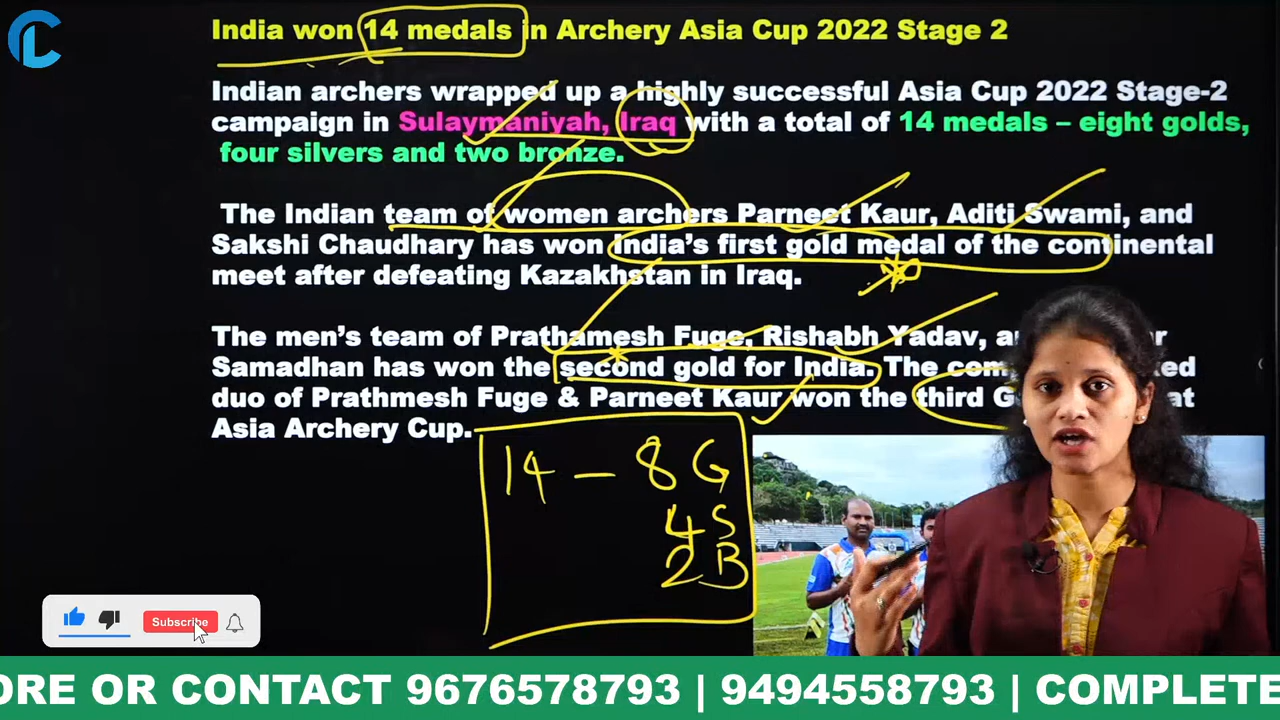 India won 14 medals in Archery Asia Cup 2022 Stage 2
Indian archers wrapped up a highly successful Asia Cup 2022 Stage-2
campaign in Sulaymaniyah, Iraq with a total of 14 medals – eight golds,
four silvers and two bronze.
The Indian team of women archers Parneet Kaur, Aditi Swami, and
Sakshi Chaudhary has won India's first gold medal of the continental
meet after defeating Kazakhstan in Iraq.
The men's team of Prathamesh Fuge, Rishabh Yadav,
Samadhan has won the second gold for India. The
duo of Prathmesh Fuge & Parneet Kaur won the third at
Asia Archery Cup.
14 – 8 G
4 S
2 B
Subscribe
OR CONTACT 9676578793 | 9494558793 | COMPLETE